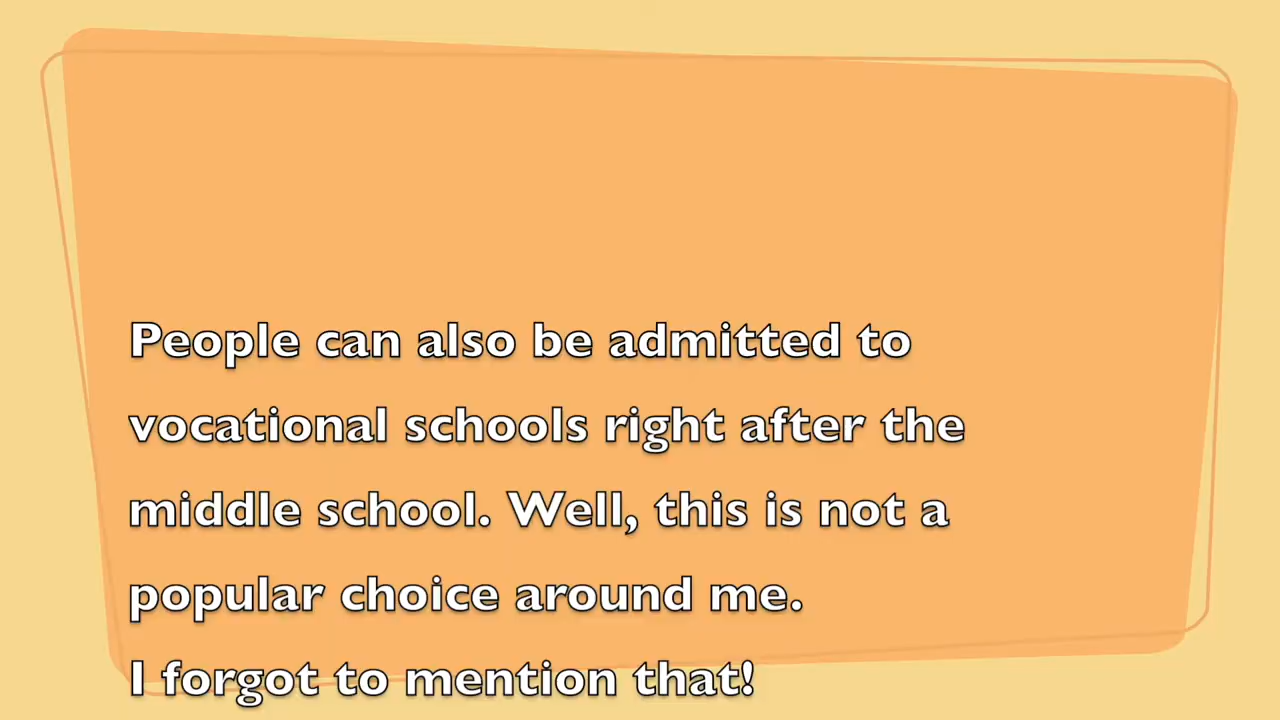 People can also be admitted to
vocational schools right after the
middle school. Well, this is not a
popular choice around me.
I forgot to mention that!